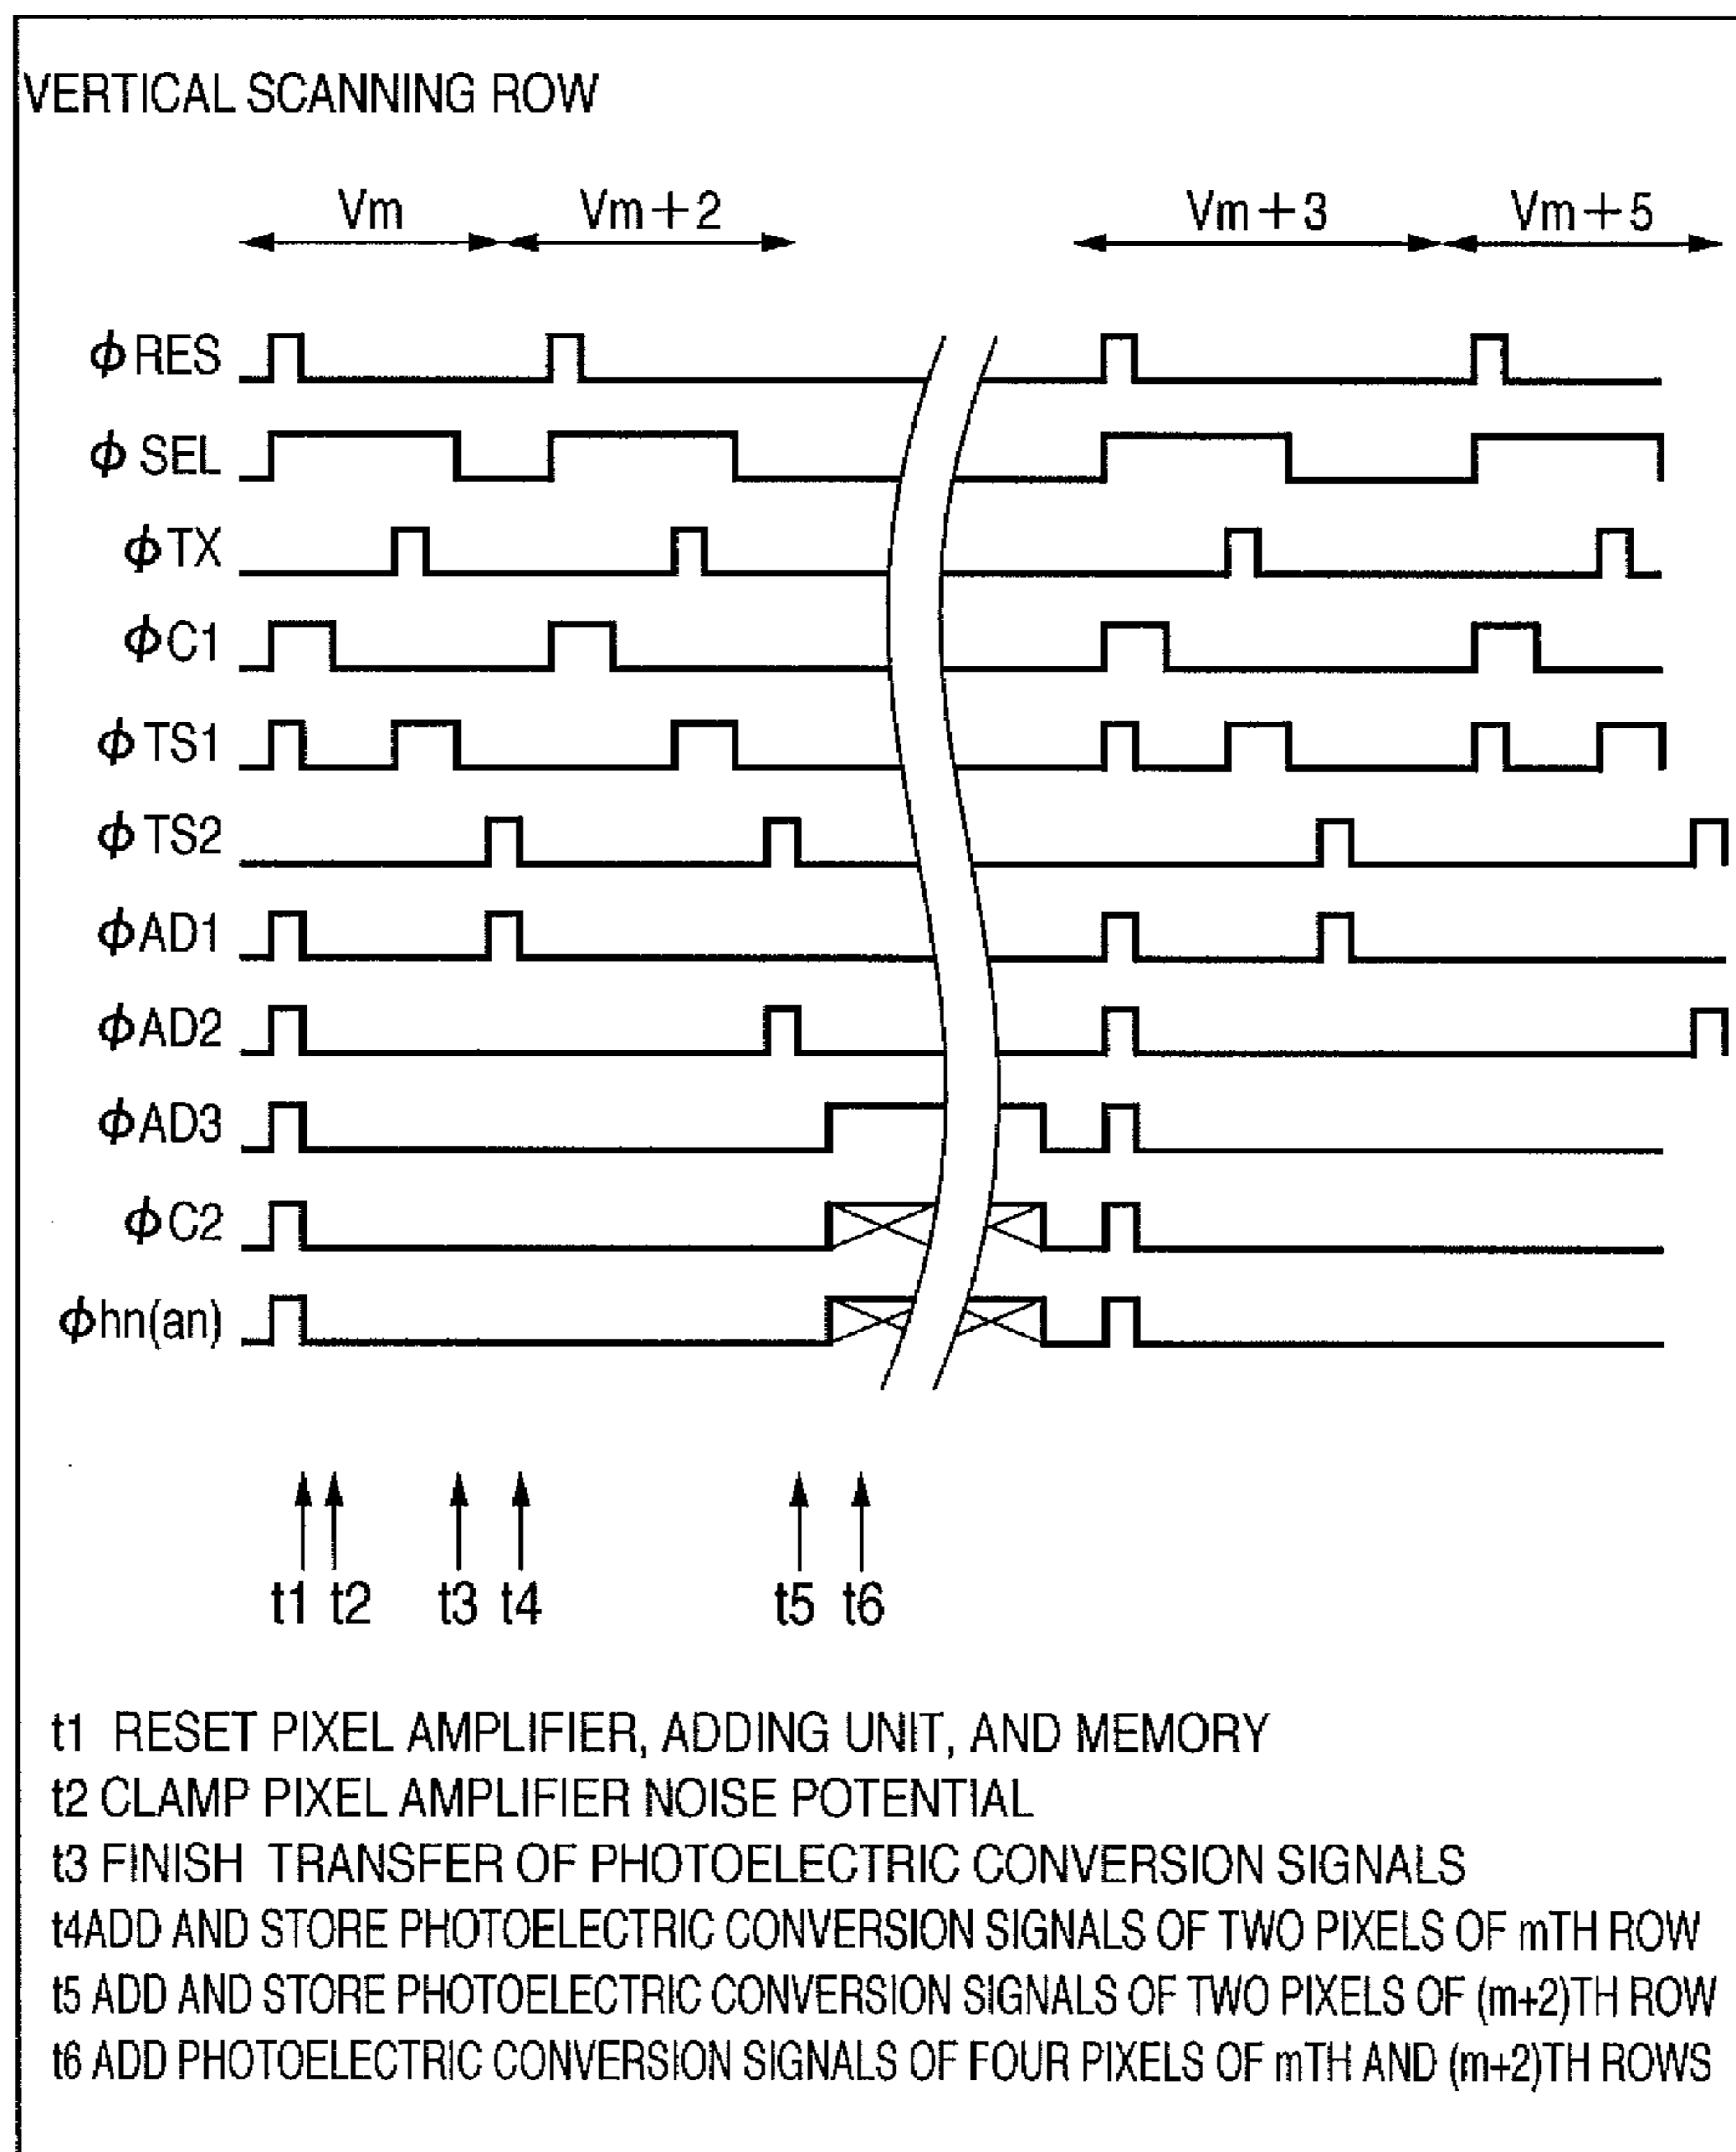 VERTICAL SCANNING ROW
Vm Vm+2 Vm+3 Vm+5
ϕRES
ϕSEL
ϕTX
ϕC1
ϕTS1
ϕTS2
ϕAD1
ϕAD2
ϕAD3
ϕC2
ϕhn(an)
t1 t2 t3 t4 t5 t6
t1 RESET PIXEL AMPLIFIER, ADDING UNIT, AND MEMORY
t2 CLAMP PIXEL AMPLIFIER NOISE POTENTIAL
t3 FINISH TRANSFER OF PHOTOELECTRIC CONVERSION SIGNALS
t4ADD AND STORE PHOTOELECTRIC CONVERSION SIGNALS OF TWO PIXELS OF mTH ROW
t5 ADD AND STORE PHOTOELECTRIC CONVERSION SIGNALS OF TWO PIXELS OF (m+2)TH ROW
t6 ADD PHOTOELECTRIC CONVERSION SIGNALS OF FOUR PIXELS OF mTH AND (m+2)TH ROWS